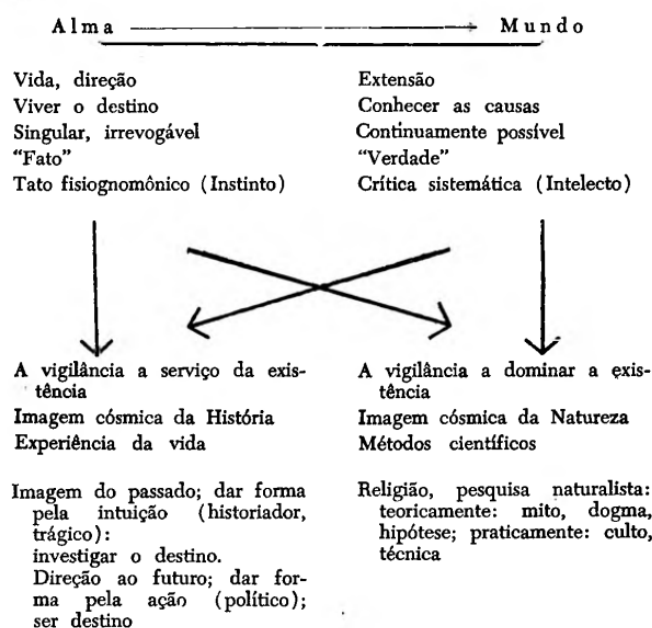 Alma Mundo
Vida, direção
Viver o destino
Singular, irrevogável
“Fato”
Tato fisiognomônico (Instinto)
Extensão
Conhecer as causas
Continuamente possível
“Verdade”
Crítica sistemática (Intelecto)
A vigilância a serviço da exis-
tência
Imagem cósmica da História
Experiência da vida
A vigilância a dominar a exis-
tência
Imagem cósmica da Natureza
Métodos científicos
Imagem do passado; dar forma
pela intuição (historiador,
trágico):
investigar o destino.
Direção ao futuro; dar for-
ma pela ação (político);
ser destino
Religião, pesquisa naturalista:
teoricamente: mito, dogma,
hipótese; praticamente: culto,
técnica